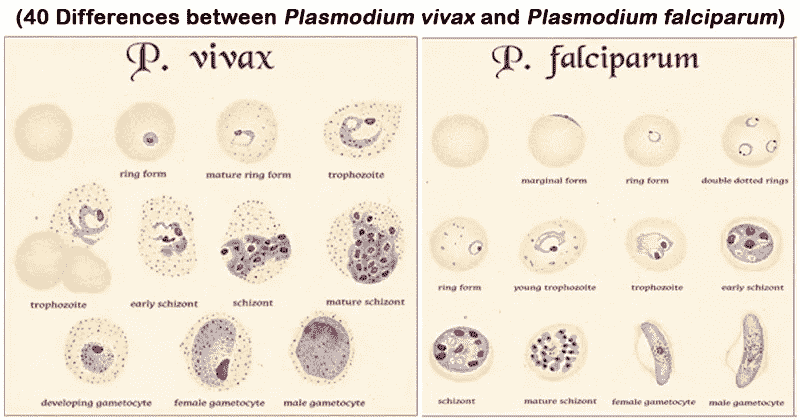 (40 Differences between Plasmodium vivax and Plasmodium falciparum)
P. vivax
ring form mature ring form trophozoite
trophozoite early schizont schizont mature schizont
developing gametocyte female gametocyte male gametocyte
P. falciparum
marginal form ring form double dotted rings
ring form young trophozoite trophozoite early schizont
schizont mature schizont female gametocyte male gametocyte